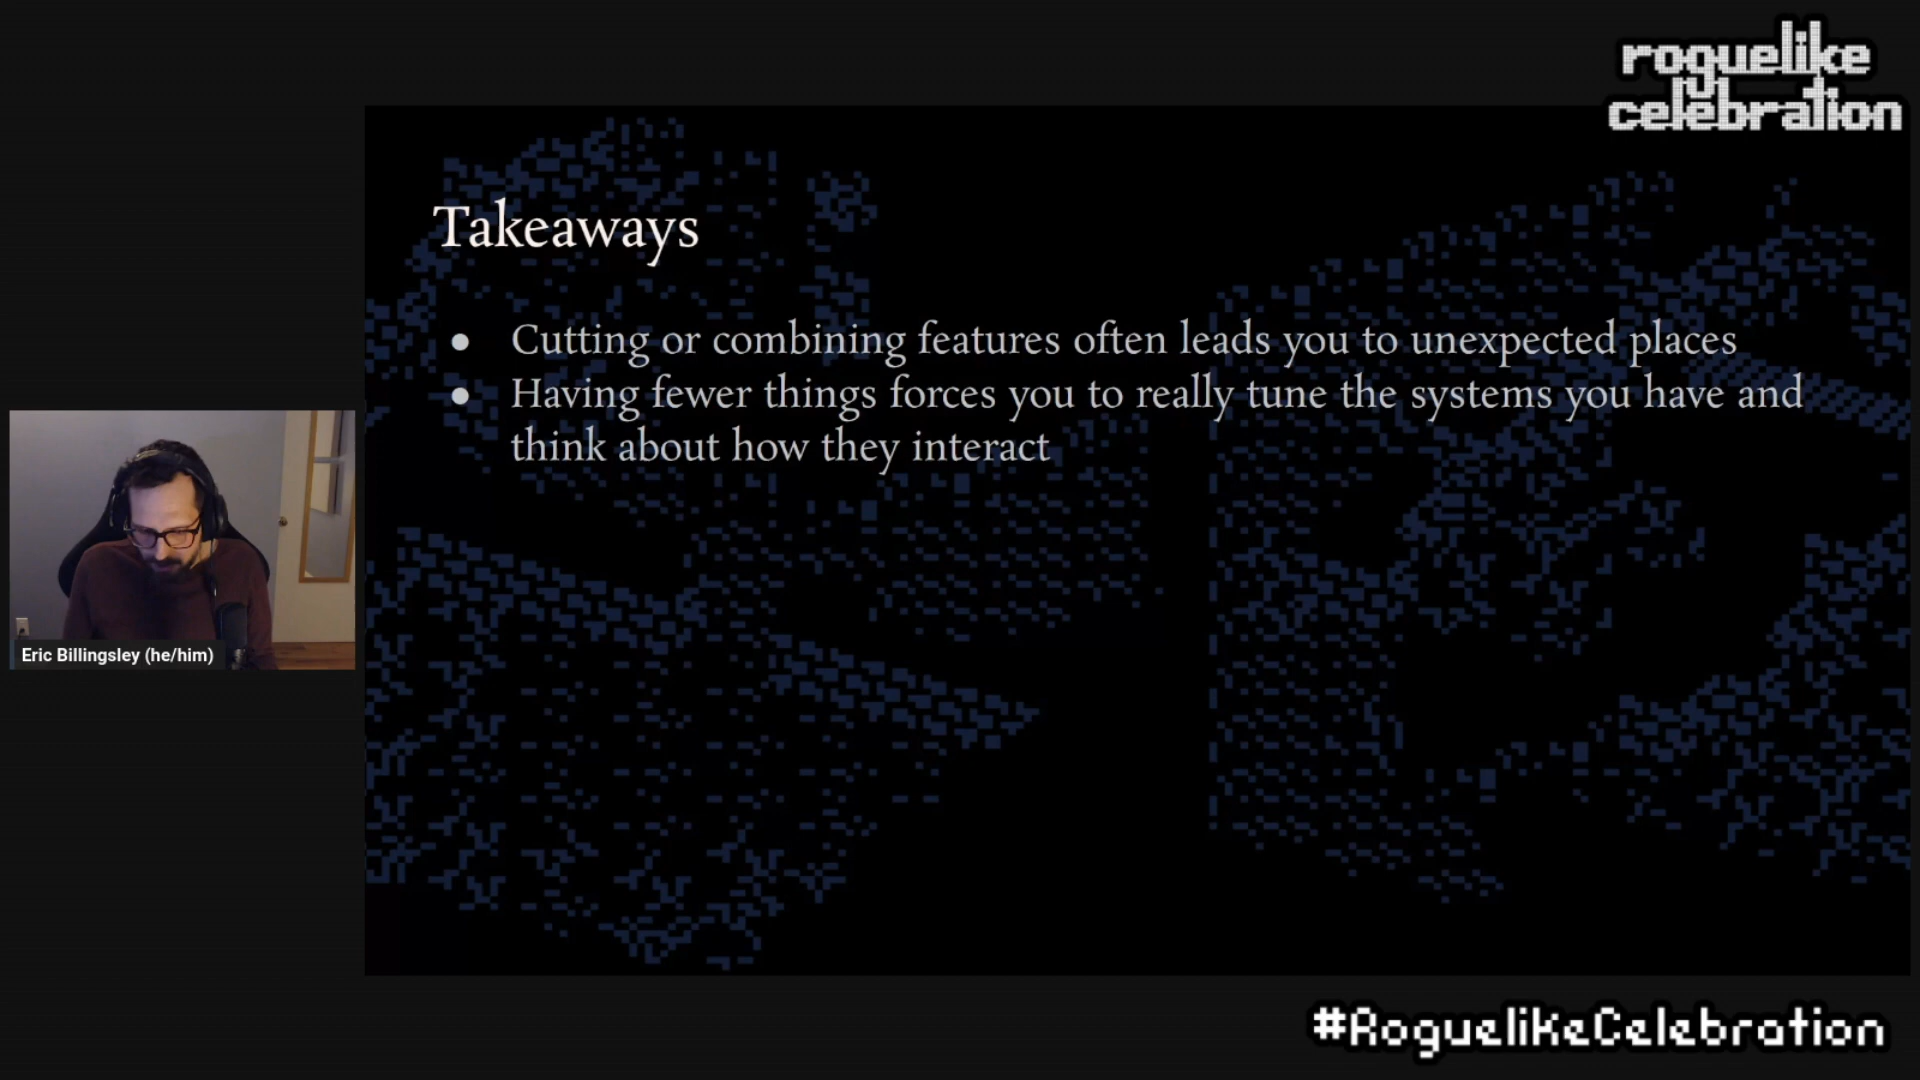 roguelike
celebration
Takeaways
● Cutting or combining features often leads you to unexpected places
● Having fewer things forces you to really tune the systems you have and
think about how they interact
Eric Billingsley (he/him)
#RoguelikeCelebration